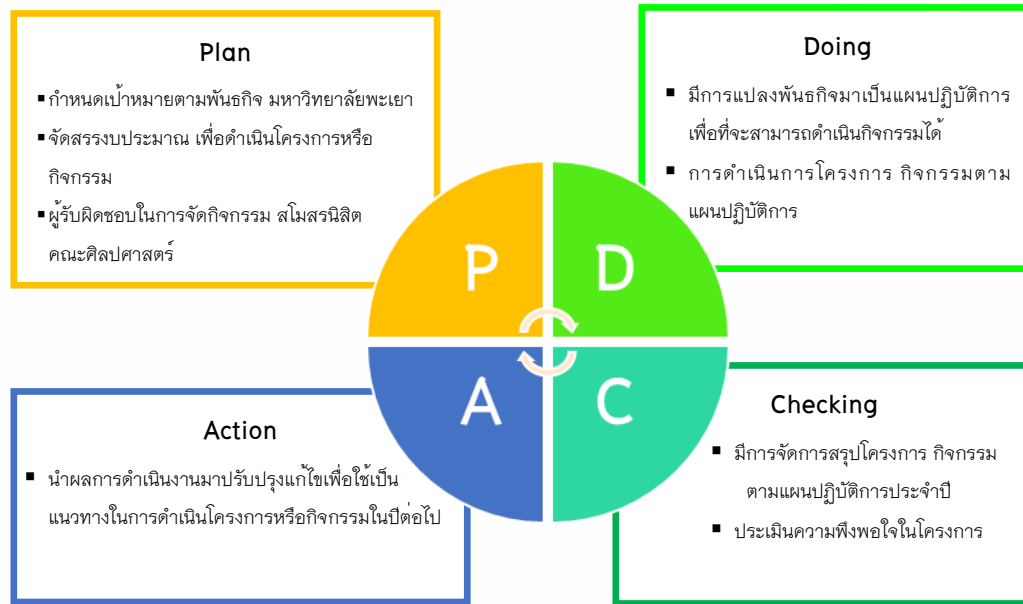 Plan
▪ กำหนดเป้าหมายตามพันธกิจ มหาวิทยาลัยพะเยา
▪ จัดสรรงบประมาณ เพื่อดำเนินโครงการหรือ
กิจกรรม
▪ ผู้รับผิดชอบในการจัดกิจกรรม สโมสรนิสิต
คณะศิลปศาสตร์
Doing
▪ มีการแปลงพันธกิจมาเป็นแผนปฏิบัติการ
เพื่อที่จะสามารถดำเนินกิจกรรมได้
▪ การดำเนินการโครงการ กิจกรรมตาม
แผนปฏิบัติการ
P
D
A
C
Action
▪ นำผลการดำเนินงานมาปรับปรุงแก้ไขเพื่อใช้เป็น
แนวทางในการดำเนินโครงการหรือกิจกรรมในปีต่อไป
Checking
▪ มีการจัดการสรุปโครงการ กิจกรรม
ตามแผนปฏิบัติการประจำปี
▪ ประเมินความพึงพอใจในโครงการ